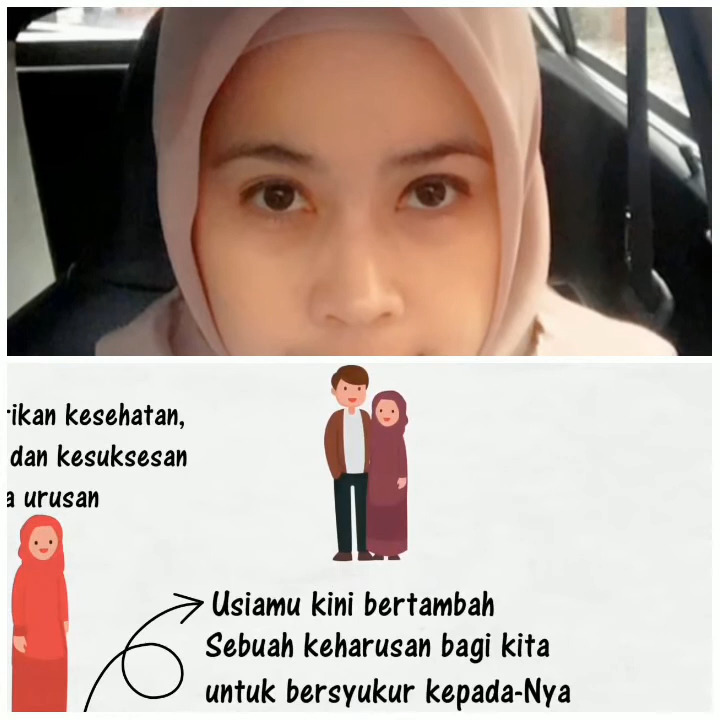 rikan kesehatan,
dan kesuksesan
a urusan
Usiamu kini bertambah
Sebuah keharusan bagi kita
untuk bersyukur kepada-Nya